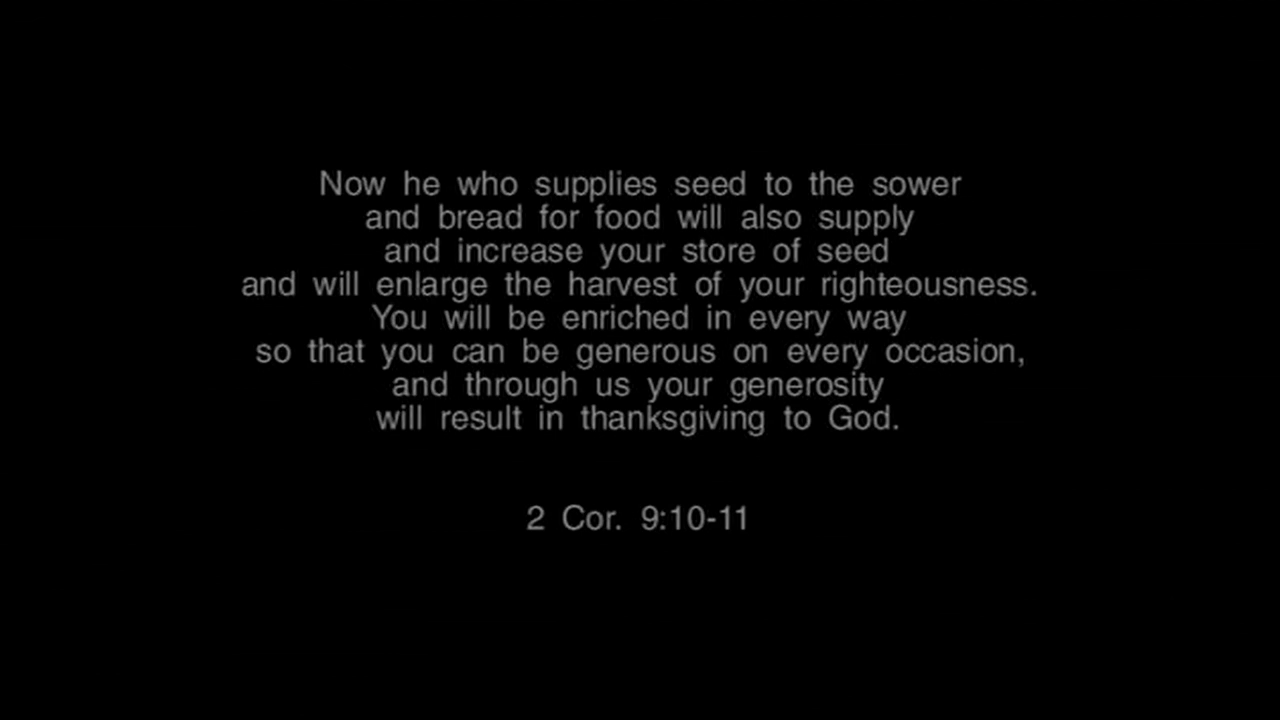 Now he who supplies seed to the sower
and bread for food will also supply
and increase your store of seed
and will enlarge the harvest of your righteousness.
You will be enriched in every way
so that you can be generous on every occasion,
and through us your generosity
will result in thanksgiving to God.
2 Cor. 9:10-11